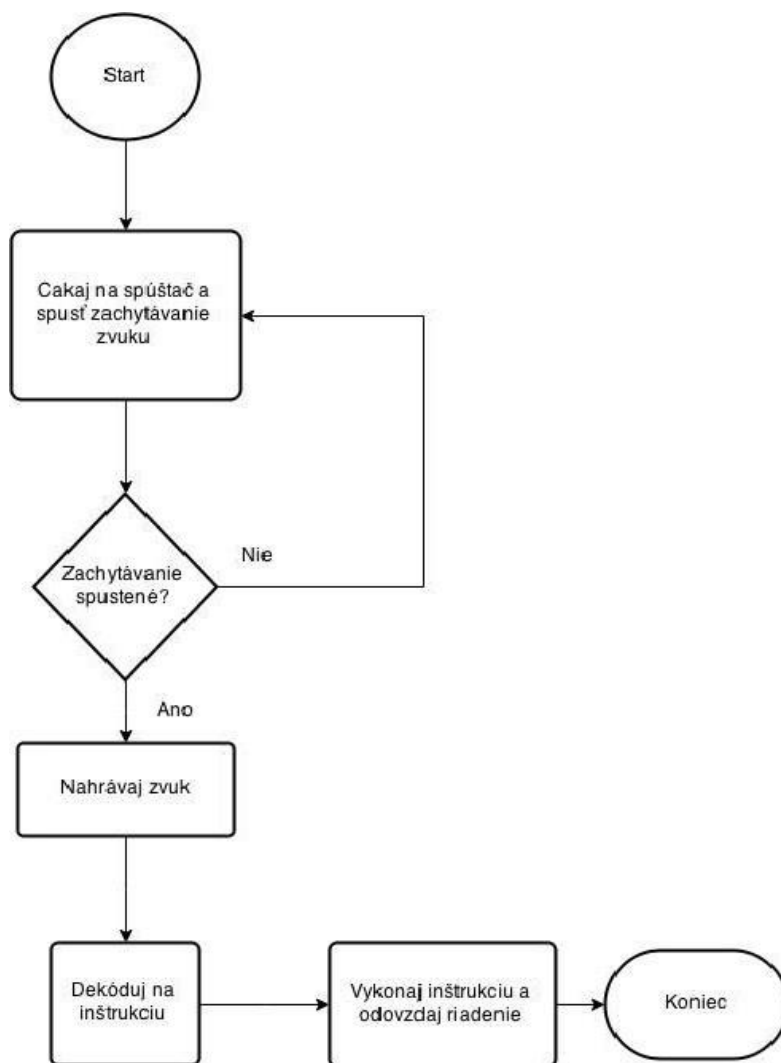 Start
Cakaj na spúštač a
spusť zachytávanie
zvuku
Zachytávanie
spustené?
Nie
Ano
Nahrávaj zvuk
Dekóduj na
inštrukciu
Vykonaj inštrukciu a
odovzdaj riadenie
Koniec